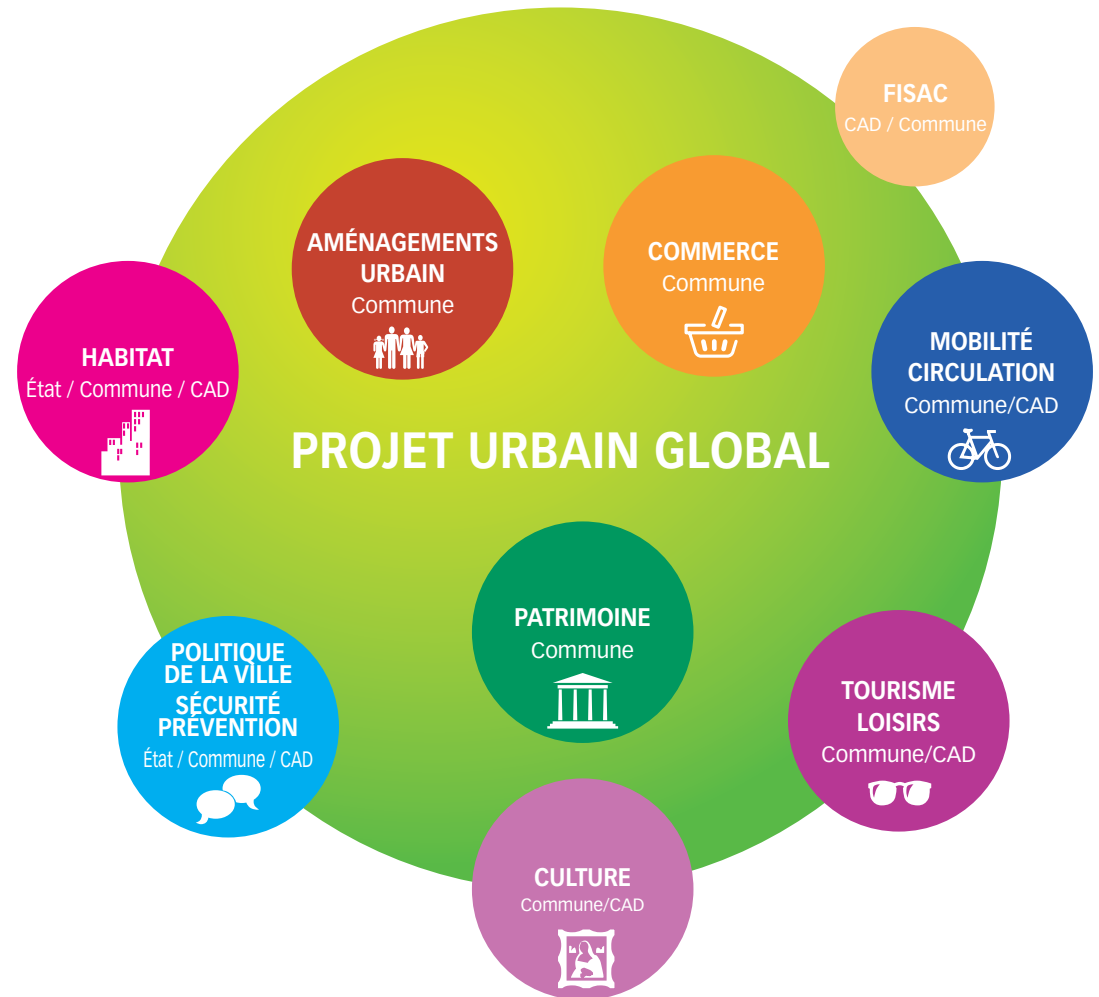 FISAC
CAD / Commune
AMÉNAGEMENTS
URBAIN
Commune
COMMERCE
Commune
HABITAT
État / Commune / CAD
MOBILITÉ
CIRCULATION
Commune/CAD
PROJET URBAIN GLOBAL
PATRIMOINE
Commune
POLITIQUE
DE LA VILLE
SÉCURITÉ
PRÉVENTION
État / Commune / CAD
TOURISME
LOISIRS
Commune/CAD
CULTURE
Commune/CAD